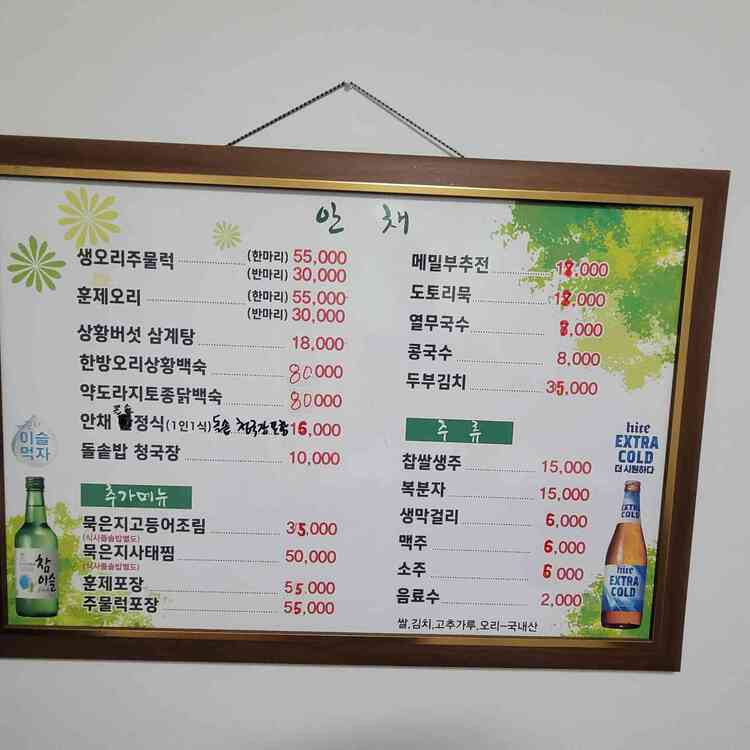 안 채
생오리주물럭 (한마리) 55,000
(반마리) 30,000
훈제오리 (한마리) 55,000
(반마리) 30,000
상황버섯 삼계탕 18,000
한방오리상황백숙 80000
약도라지토종닭백숙 80000
안채 정식(1인1식) 16,000
돌솥밥 청국장 10,000
추가메뉴
묵은지고등어조림 35,000
(식사돌솥밥별도)
묵은지사태찜 50,000
(식사돌솥밥별도)
훈제포장 55,000
주물럭포장 55,000
이슬
먹자
참
이슬
메밀부추전 18,000
도토리묵 18,000
열무국수 8,000
콩국수 8,000
두부김치 35,000
주 류
찹쌀생주 15,000
복분자 15,000
생막걸리 6,000
맥주 6,000
소주 6 000
음료수 2,000
쌀,김치,고추가루,오리-국내산
hite
EXTRA
COLD
더 시원하다
EXTRA
COLD
hite
EXTRA
COLD